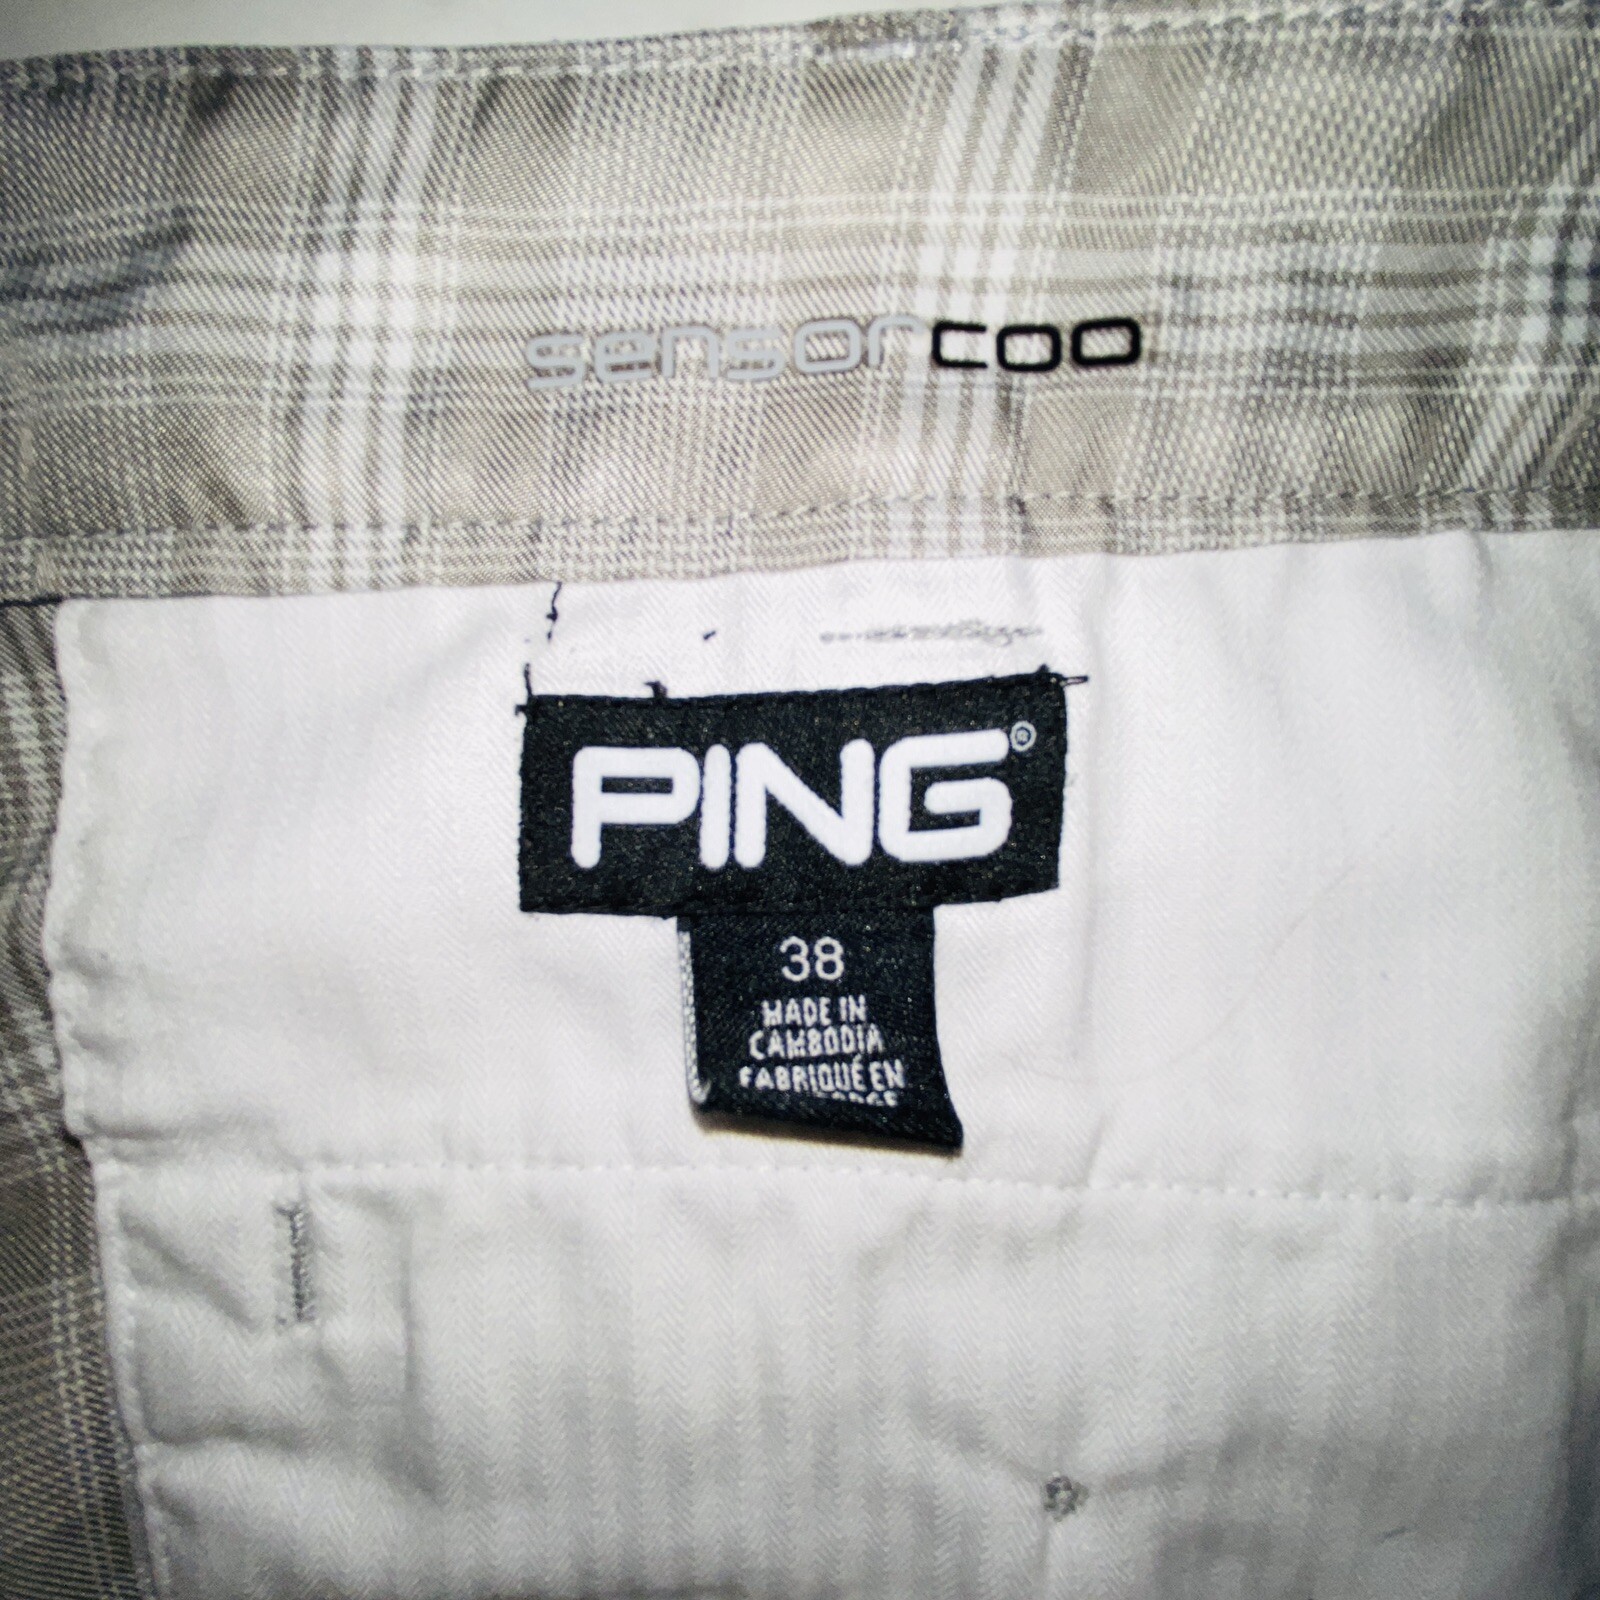 sensorcoo
PING®
38
MADE IN
CAMBODIA
FABRIQUÉ EN